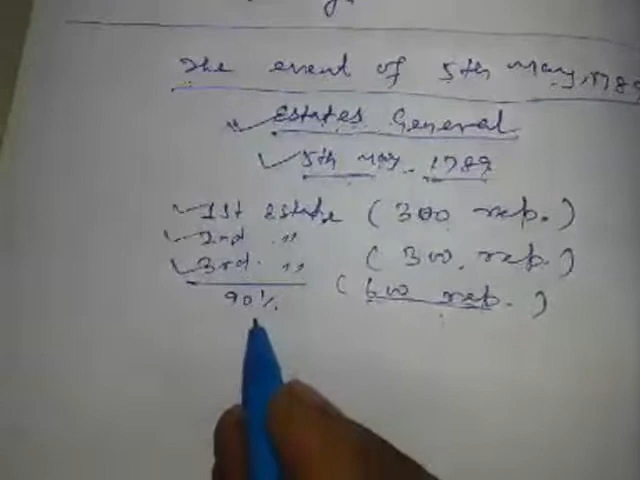 The event of 5th May, 1789
" Estates General
5th May. 1789
1st Estate (300 rep.)
2nd " (300. rep.)
3rd. " (600 rep.)
90%